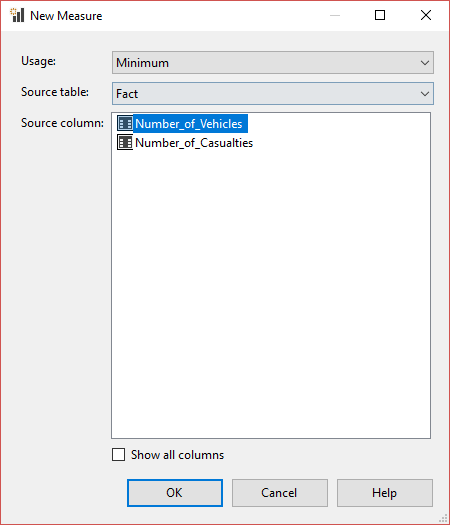 New Measure
Usage: Minimum
Source table: Fact
Source column: Number_of_Vehicles
Number_of_Casualties
Show all columns
OK Cancel Help